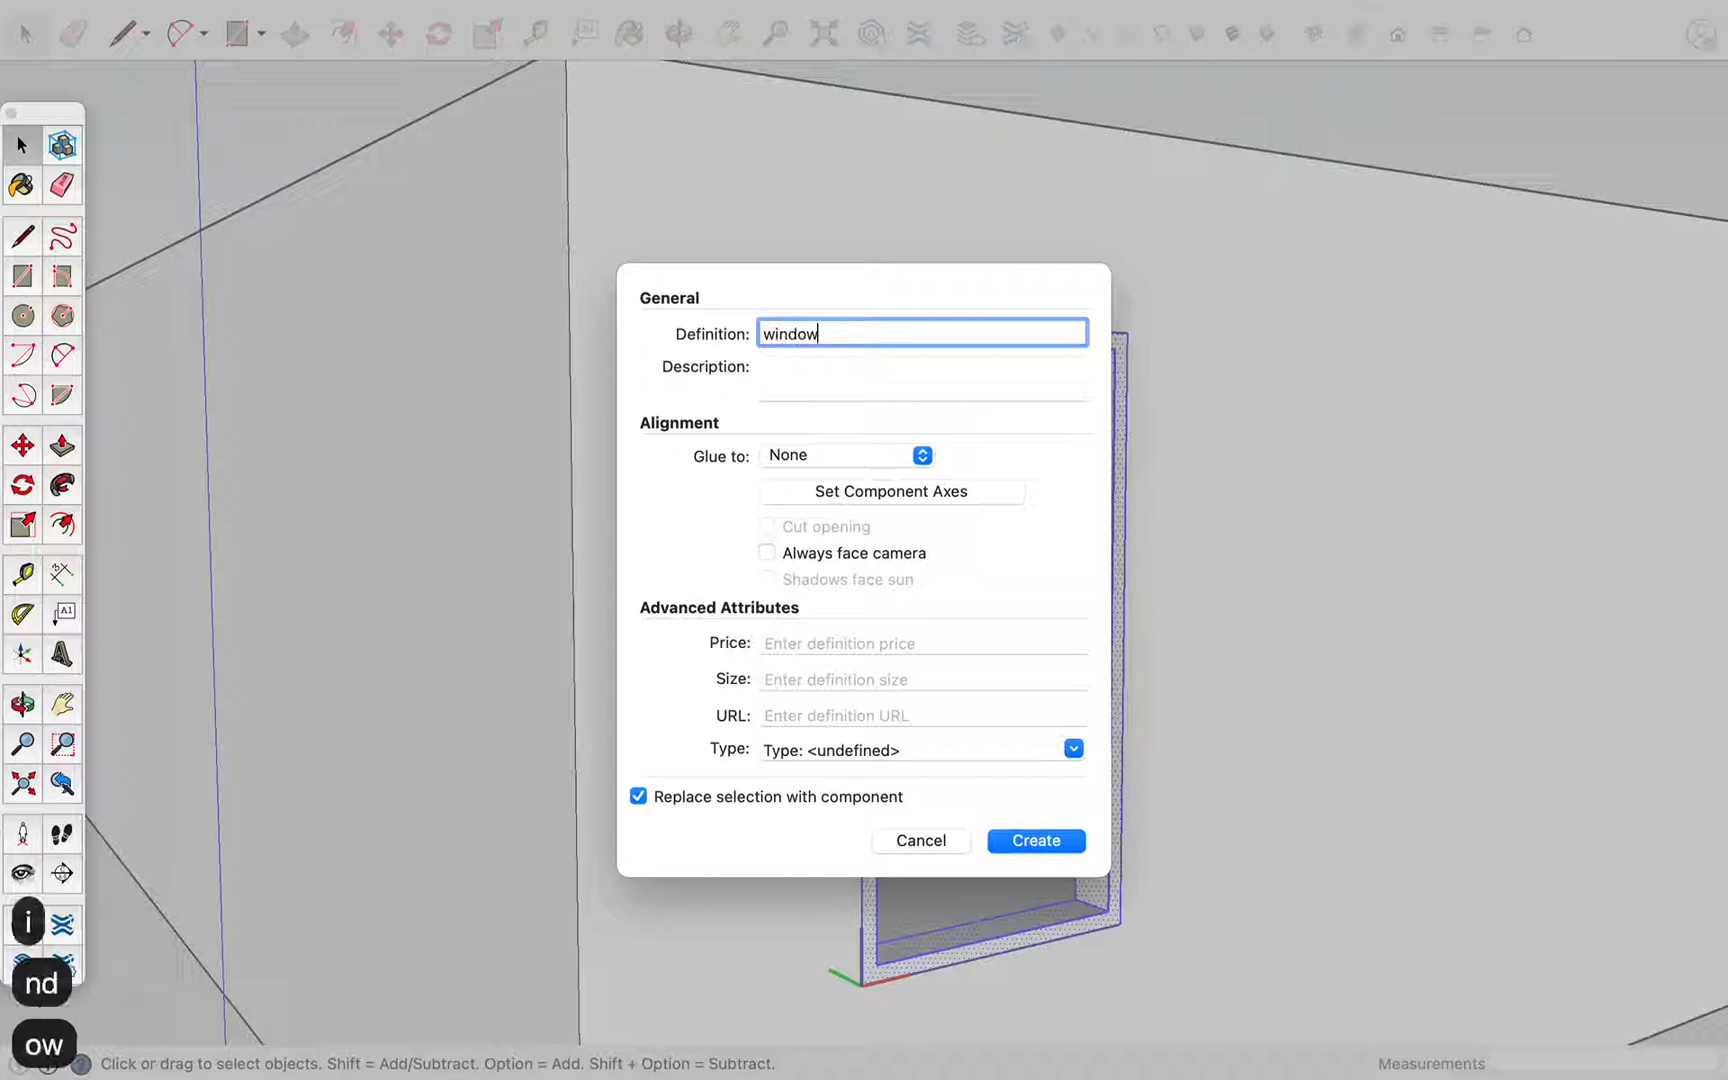 General
Definition: window
Description:
Alignment
Glue to: None
Set Component Axes
Cut opening
Always face camera
Shadows face sun
Advanced Attributes
Price: Enter definition price
Size: Enter definition size
URL: Enter definition URL
Type: Type: <undefined>
Replace selection with component
Cancel Create
A1
i
nd
ow
Click or drag to select objects. Shift = Add/Subtract. Option = Add. Shift + Option = Subtract.
Measurements